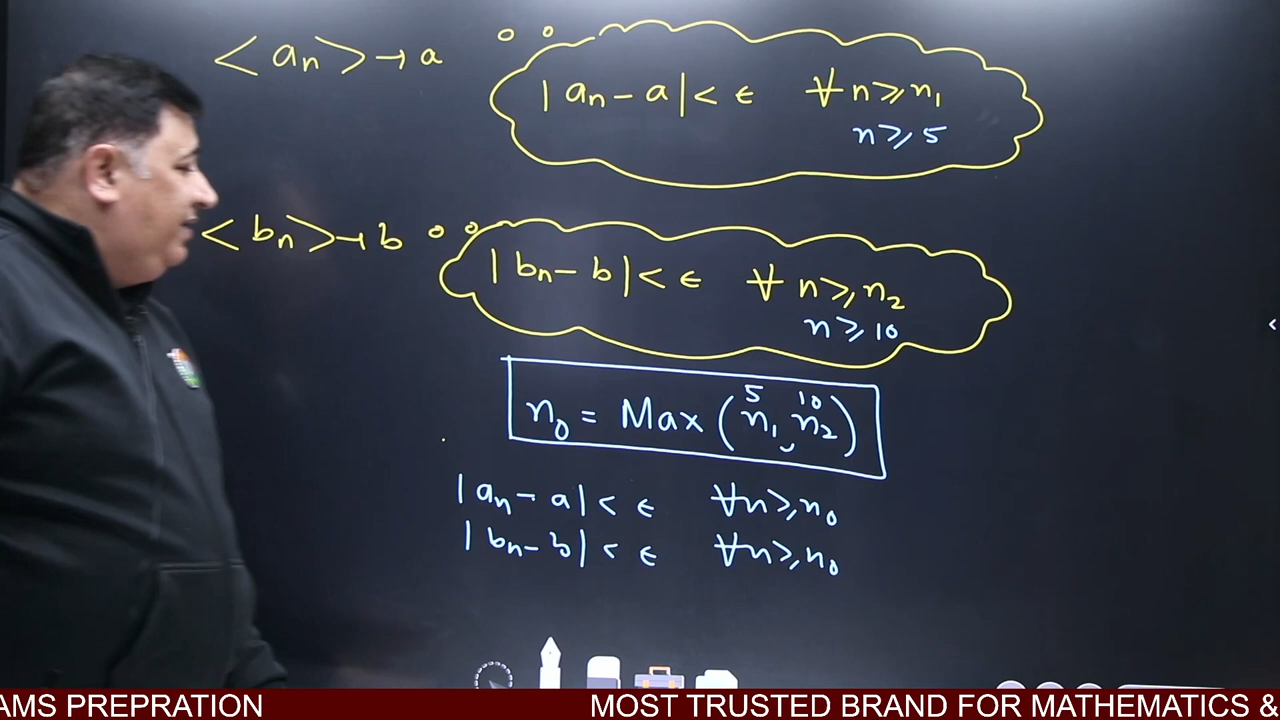 <aₙ> → a
|aₙ - a| < ϵ ∀ n ⩾ n₁
n ⩾ 5
<bₙ> → b
|bₙ - b| < ϵ ∀ n ⩾ n₂
n ⩾ 10
5 10
n₀ = Max (n₁, n₂)
|aₙ - a| < ϵ ∀ n ⩾ n₀
|bₙ - b| < ϵ ∀ n ⩾ n₀
AMS PREPRATION MOST TRUSTED BRAND FOR MATHEMATICS &